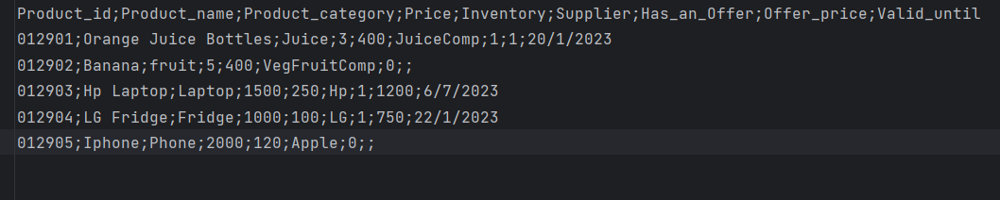 Product_id;Product_name;Product_category;Price;Inventory;Supplier;Has_an_Offer;Offer_price;Valid_until
012901;Orange Juice Bottles;Juice;3;400;JuiceComp;1;1;20/1/2023
012902;Banana;fruit;5;400;VegFruitComp;0;;
012903;Hp Laptop;Laptop;1500;250;Hp;1;1200;6/7/2023
012904;LG Fridge;Fridge;1000;100;LG;1;750;22/1/2023
012905;Iphone;Phone;2000;120;Apple;0;;